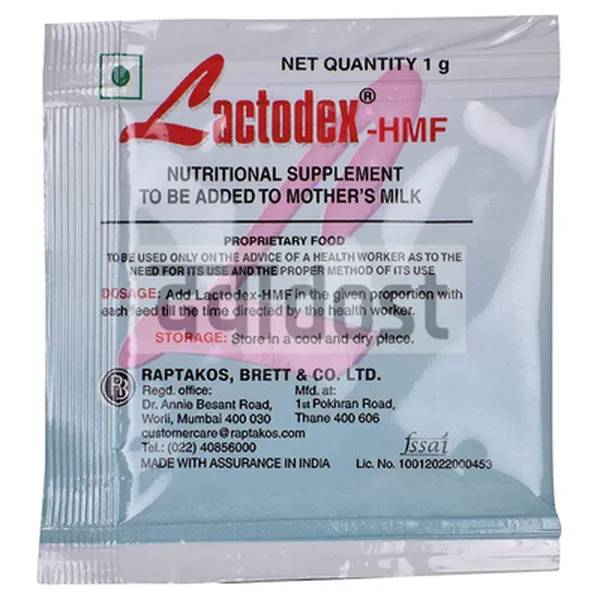 NET QUANTITY 1 g
Lactodex® -HMF
NUTRITIONAL SUPPLEMENT
TO BE ADDED TO MOTHER'S MILK
PROPRIETARY FOOD
TO BE USED ONLY ON THE ADVICE OF A HEALTH WORKER AS TO THE
NEED FOR ITS USE AND THE PROPER METHOD OF ITS USE
DOSAGE: Add Lactodex-HMF in the given proportion with
each feed till the time directed by the health worker.
STORAGE: Store in a cool and dry place.
RAPTAKOS, BRETT & CO. LTD.
Regd. office: Mfd. at:
Dr. Annie Besant Road, 1st Pokhran Road,
Worli, Mumbai 400 030 Thane 400 606
customercare@raptakos.com
Tel.: (022) 40856000
fssai
MADE WITH ASSURANCE IN INDIA Lic. No. 10012022000453